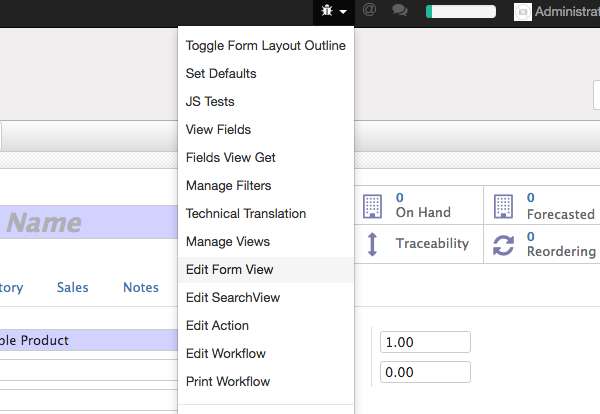 @
Administrat
Toggle Form Layout Outline
Set Defaults
JS Tests
View Fields
Fields View Get
Manage Filters
Technical Translation
Manage Views
Edit Form View
Edit SearchView
Edit Action
Edit Workflow
Print Workflow
Name
0
On Hand
0
Forecasted
Traceability
0
Reordering
tory Sales Notes
ble Product
1.00
0.00